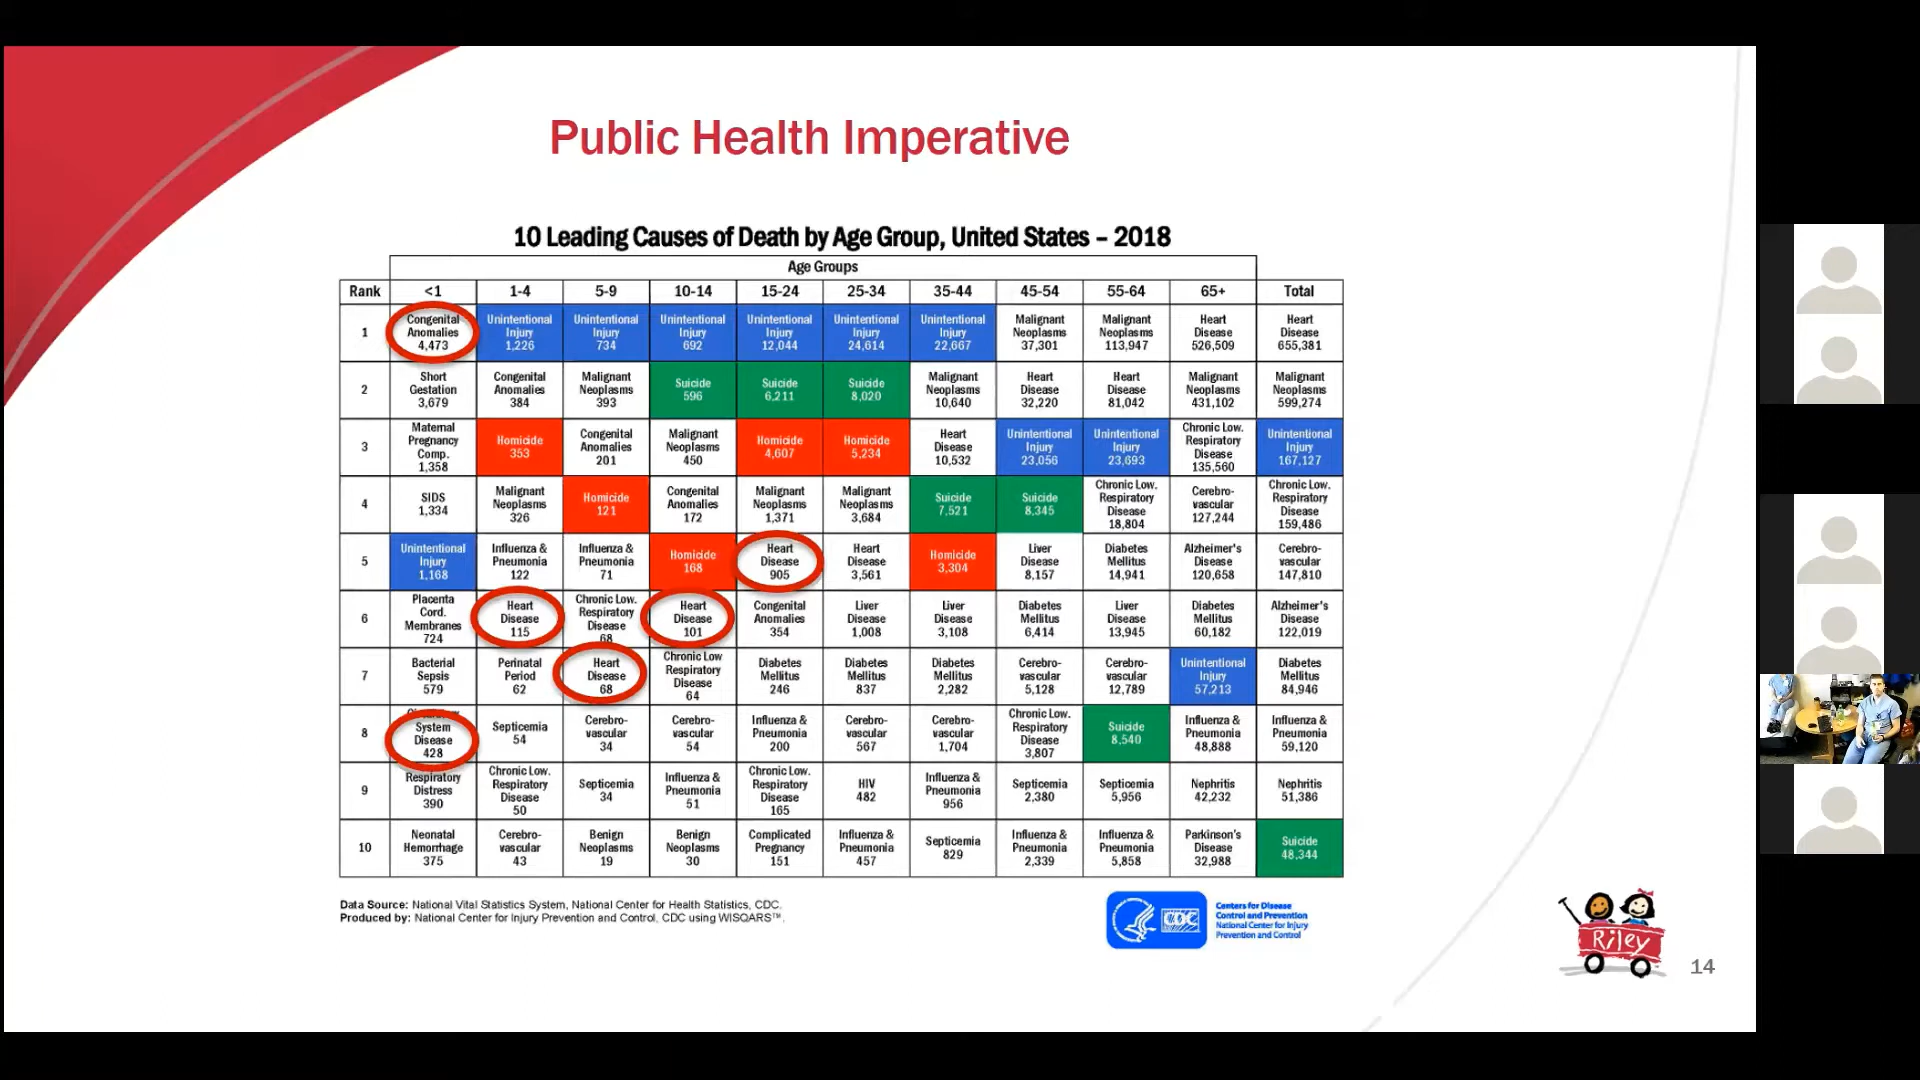 Public Health Imperative
10 Leading Causes of Death by Age Group, United States – 2018
Age Groups
Rank <1 1-4 5-9 10-14 15-24 25-34 35-44 45-54 55-64 65+ Total
1
Congenital Anomalies 4,473
Unintentional Injury 1,226
Unintentional Injury 734
Unintentional Injury 692
Unintentional Injury 12,044
Unintentional Injury 24,614
Unintentional Injury 22,667
Malignant Neoplasms 37,301
Malignant Neoplasms 113,947
Heart Disease 526,509
Heart Disease 655,381
2
Short Gestation 3,679
Congenital Anomalies 384
Malignant Neoplasms 393
Suicide 596
Suicide 6,211
Suicide 8,020
Malignant Neoplasms 10,640
Heart Disease 32,220
Heart Disease 81,042
Malignant Neoplasms 431,102
Malignant Neoplasms 599,274
3
Maternal Pregnancy Comp. 1,358
Homicide 353
Congenital Anomalies 201
Malignant Neoplasms 450
Homicide 4,607
Homicide 5,234
Heart Disease 10,532
Unintentional Injury 23,056
Unintentional Injury 23,693
Chronic Low. Respiratory Disease 135,560
Unintentional Injury 167,127
4
SIDS 1,334
Malignant Neoplasms 326
Homicide 121
Congenital Anomalies 172
Malignant Neoplasms 1,371
Malignant Neoplasms 3,684
Suicide 7,521
Suicide 8,345
Chronic Low. Respiratory Disease 18,804
Cerebro-vascular 127,244
Chronic Low. Respiratory Disease 159,486
5
Unintentional Injury 1,168
Influenza & Pneumonia 122
Influenza & Pneumonia 71
Homicide 168
Heart Disease 905
Heart Disease 3,561
Homicide 3,304
Liver Disease 8,157
Diabetes Mellitus 14,941
Alzheimer's Disease 120,658
Cerebro-vascular 147,810
6
Placenta Cord. Membranes 724
Heart Disease 115
Chronic Low. Respiratory Disease 68
Heart Disease 101
Congenital Anomalies 354
Liver Disease 1,008
Liver Disease 3,108
Diabetes Mellitus 6,414
Liver Disease 13,945
Diabetes Mellitus 60,182
Alzheimer's Disease 122,019
7
Bacterial Sepsis 579
Perinatal Period 62
Heart Disease 68
Chronic Low Respiratory Disease 64
Diabetes Mellitus 246
Diabetes Mellitus 837
Diabetes Mellitus 2,282
Cerebro-vascular 5,128
Cerebro-vascular 12,789
Unintentional Injury 57,213
Diabetes Mellitus 84,946
8
System Disease 428
Septicemia 54
Cerebro-vascular 34
Cerebro-vascular 54
Influenza & Pneumonia 200
Cerebro-vascular 567
Cerebro-vascular 1,704
Chronic Low. Respiratory Disease 3,807
Suicide 8,540
Influenza & Pneumonia 48,888
Influenza & Pneumonia 59,120
9
Respiratory Distress 390
Chronic Low. Respiratory Disease 50
Septicemia 34
Influenza & Pneumonia 51
Chronic Low. Respiratory Disease 165
HIV 482
Influenza & Pneumonia 956
Septicemia 2,380
Septicemia 5,956
Nephritis 42,232
Nephritis 51,386
10
Neonatal Hemorrhage 375
Cerebro-vascular 43
Benign Neoplasms 19
Benign Neoplasms 30
Complicated Pregnancy 151
Influenza & Pneumonia 457
Septicemia 829
Influenza & Pneumonia 2,339
Influenza & Pneumonia 5,858
Parkinson's Disease 32,988
Suicide 48,344
Data Source: National Vital Statistics System, National Center for Health Statistics, CDC.
Produced by: National Center for Injury Prevention and Control, CDC using WISQARS™.
CDC
Centers for Disease
Control and Prevention
National Center for Injury
Prevention and Control
Riley
14